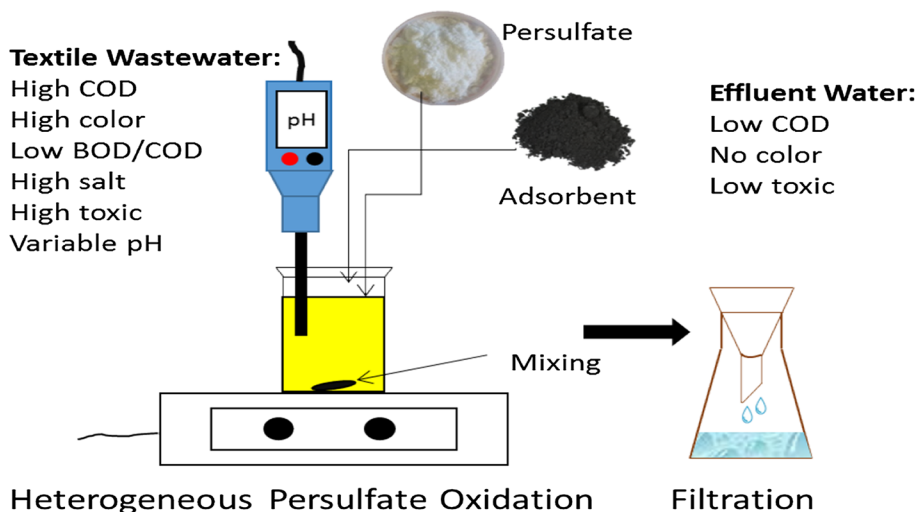 Textile Wastewater:
High COD
High color
Low BOD/COD
High salt
High toxic
Variable pH
pH
Persulfate
Adsorbent
Effluent Water:
Low COD
No color
Low toxic
Mixing
Heterogeneous Persulfate Oxidation
Filtration